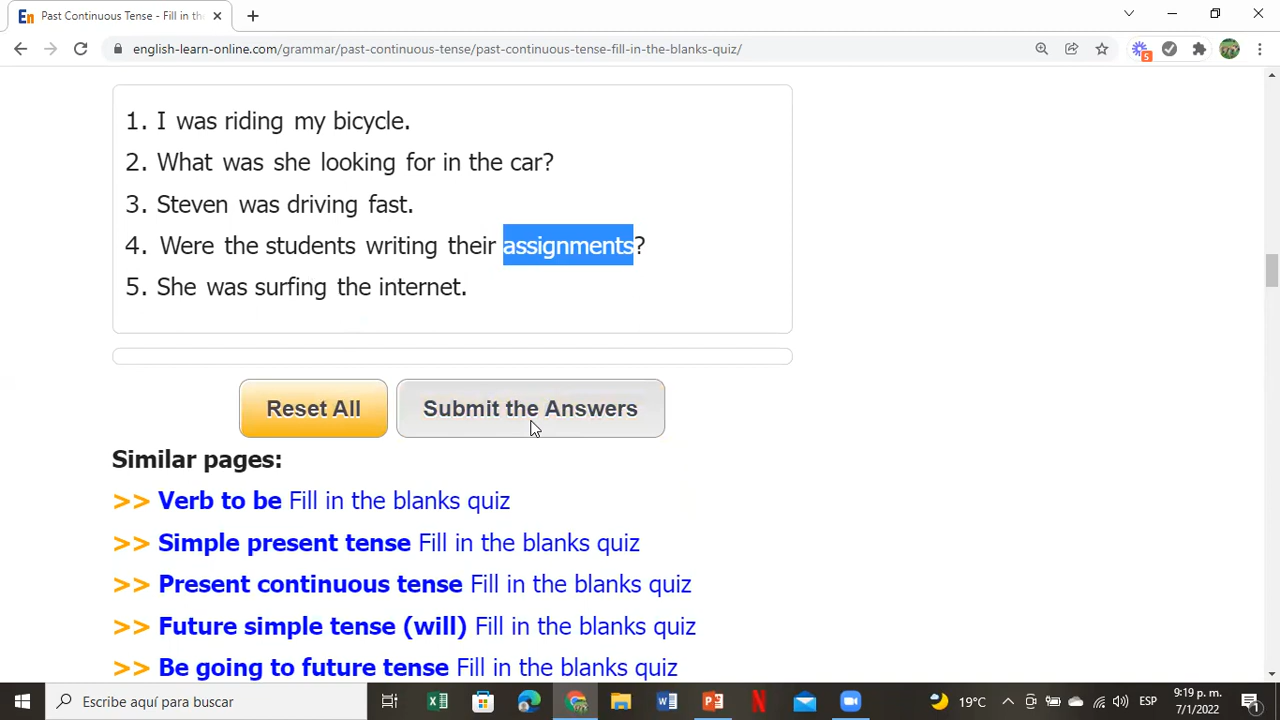 Past Continuous Tense - Fill in the
english-learn-online.com/grammar/past-continuous-tense/past-continuous-tense-fill-in-the-blanks-quiz/
5
1. I was riding my bicycle.
2. What was she looking for in the car?
3. Steven was driving fast.
4. Were the students writing their assignments?
5. She was surfing the internet.
Reset All
Submit the Answers
Similar pages:
>> Verb to be Fill in the blanks quiz
>> Simple present tense Fill in the blanks quiz
>> Present continuous tense Fill in the blanks quiz
>> Future simple tense (will) Fill in the blanks quiz
>> Be going to future tense Fill in the blanks quiz
Escribe aquí para buscar
19°C
ESP
9:19 p. m.
7/1/2022
1